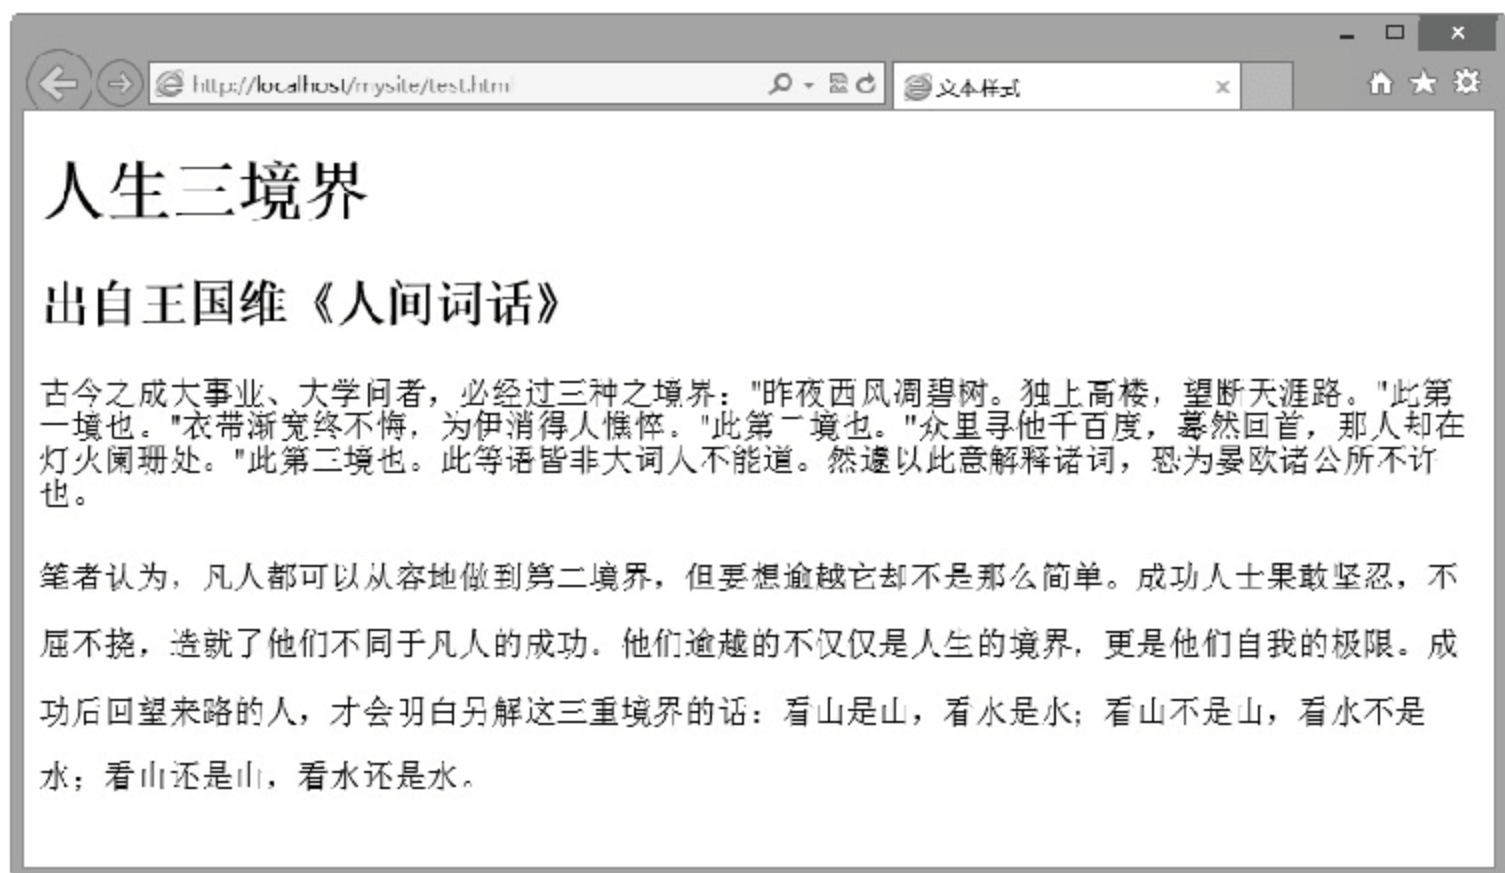 http://localhost/mysite/test.html
文本样式
人生三境界
出自王国维《人间词话》
古今之成大事业、大学问者，必经过三种之境界："昨夜西风凋碧树。独上高楼，望断天涯路。"此第
一境也。"衣带渐宽终不悔，为伊消得人憔悴。"此第二境也。"众里寻他千百度，蓦然回首，那人却在
灯火阑珊处。"此第三境也。此等语皆非大词人不能道。然遽以此意解释诸词，恐为晏欧诸公所不许
也。
笔者认为，凡人都可以从容地做到第二境界，但要想逾越它却不是那么简单。成功人士果敢坚忍，不
屈不挠，造就了他们不同于凡人的成功。他们逾越的不仅仅是人生的境界，更是他们自我的极限。成
功后回望来路的人，才会明白另解这三重境界的话：看山是山，看水是水；看山不是山，看水不是
水；看山还是山，看水还是水。